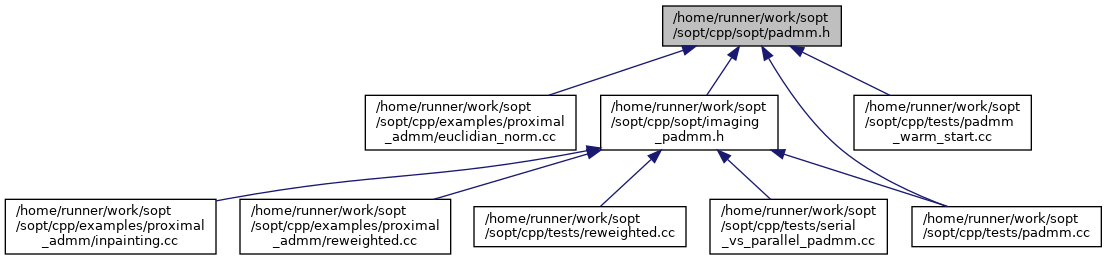 /home/runner/work/sopt
/sopt/cpp/sopt/padmm.h
/home/runner/work/sopt
/sopt/cpp/examples/proximal
_admm/euclidian_norm.cc
/home/runner/work/sopt
/sopt/cpp/sopt/imaging
_padmm.h
/home/runner/work/sopt
/sopt/cpp/tests/padmm
_warm_start.cc
/home/runner/work/sopt
/sopt/cpp/examples/proximal
_admm/inpainting.cc
/home/runner/work/sopt
/sopt/cpp/examples/proximal
_admm/reweighted.cc
/home/runner/work/sopt
/sopt/cpp/tests/reweighted.cc
/home/runner/work/sopt
/sopt/cpp/tests/serial
_vs_parallel_padmm.cc
/home/runner/work/sopt
/sopt/cpp/tests/padmm.cc